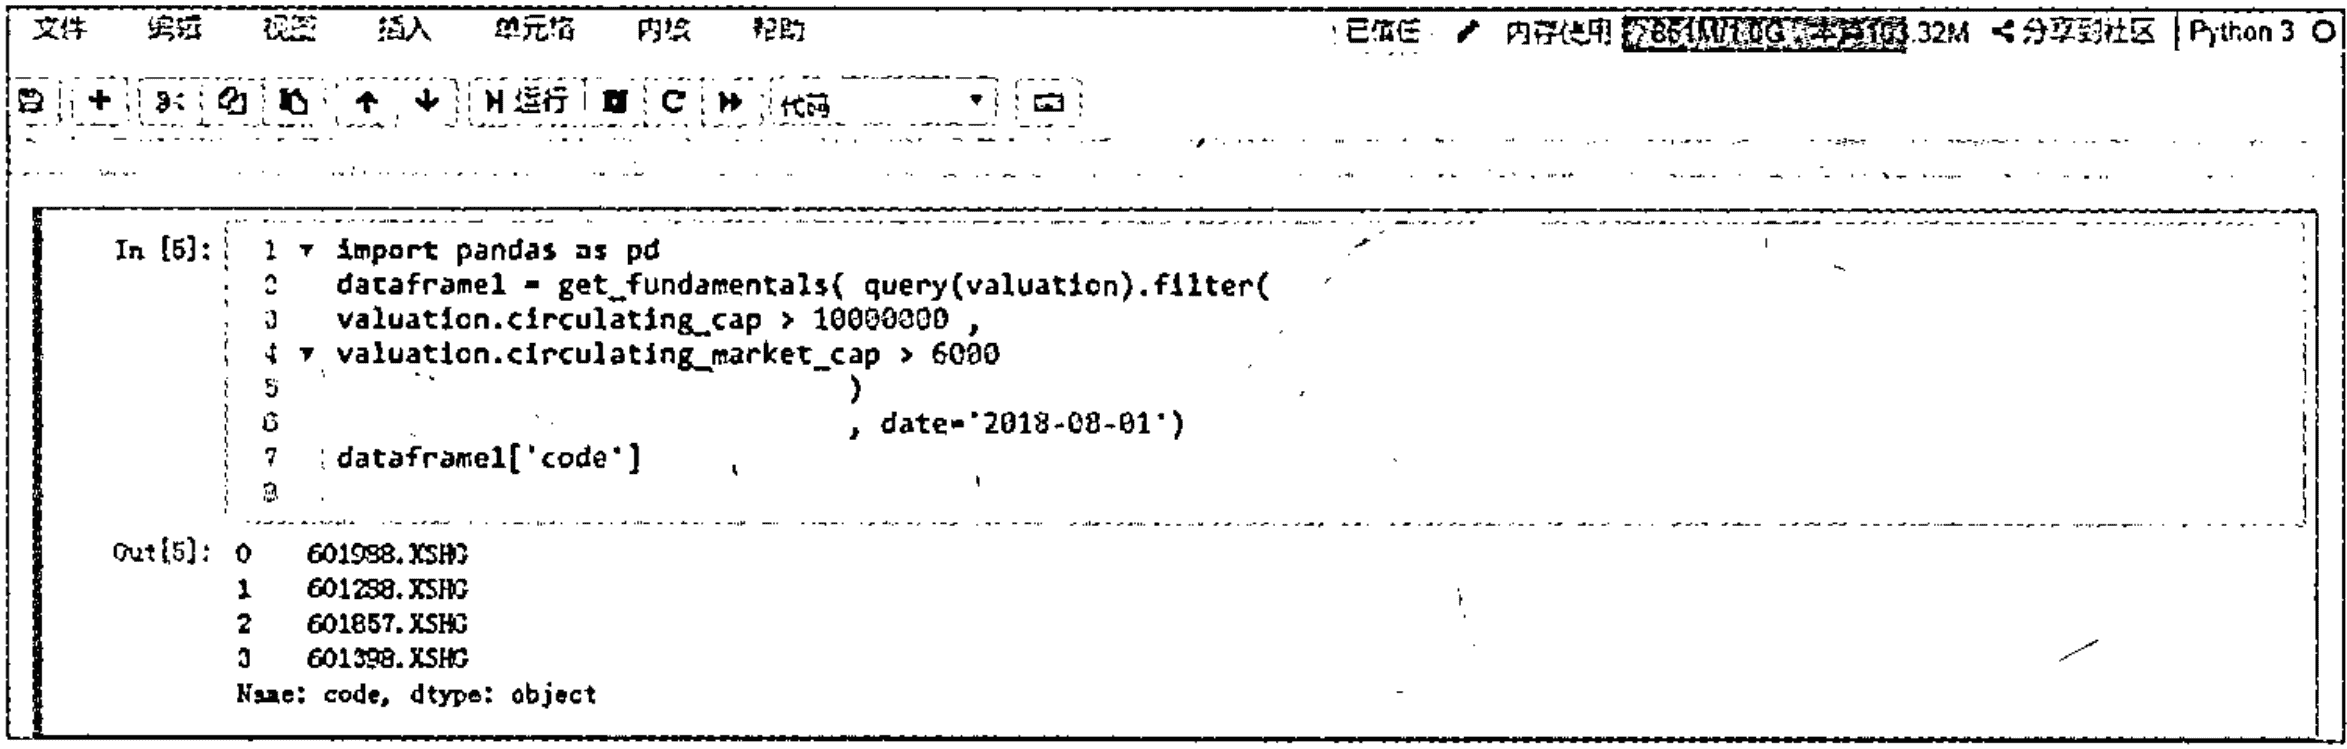 文件 编辑 视图 插入 单元格 内核 帮助 已信任 内存使用 .32M 分享到社区 Python 3
运行 代码
In [5]:
1 import pandas as pd
2 dataframe1 = get_fundamentals( query(valuation).filter(
3 valuation.circulating_cap > 10000000 ,
4 valuation.circulating_market_cap > 6000
5 )
6 , date='2018-08-01')
7 dataframe1['code']
8
Out[5]: 0 601988.XSHG
1 601288.XSHG
2 601857.XSHG
3 601398.XSHG
Name: code, dtype: object